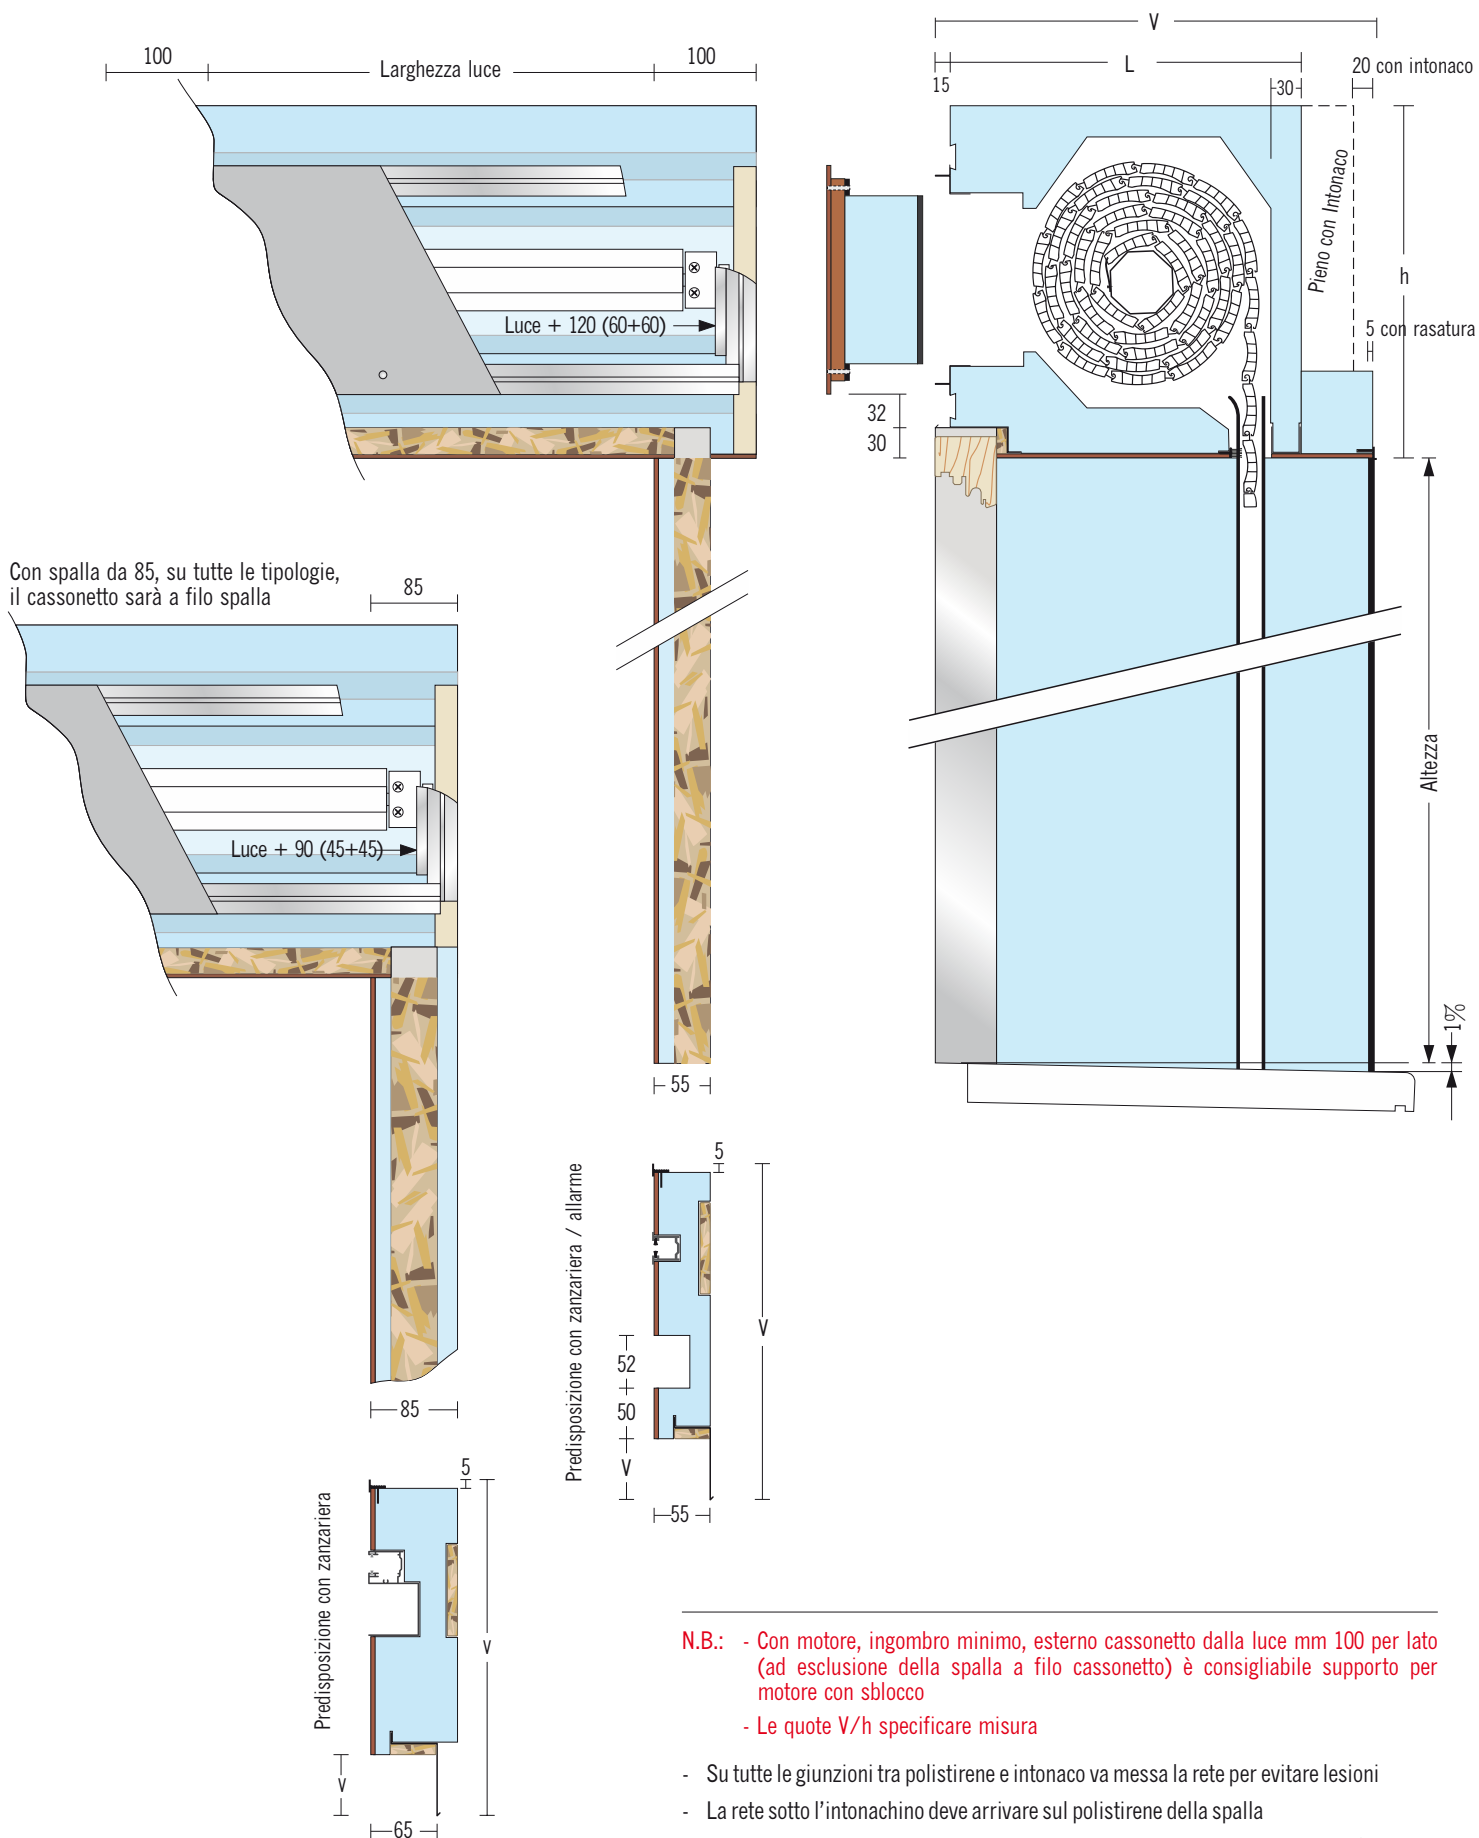 V
100
Larghezza luce
100
L
20 con intonaco
15
30
Pieno con Intonaco
h
Luce + 120 (60+60)
5 con rasatura
32
30
Con spalla da 85, su tutte le tipologie,
il cassonetto sarà a filo spalla
85
Altezza
Luce + 90 (45+45)
1%
55
Predisposizione con zanzariera / allarme
5
V
52
50
V
55
85
Predisposizione con zanzariera
5
V
V
65
N.B.: - Con motore, ingombro minimo, esterno cassonetto dalla luce mm 100 per lato
(ad esclusione della spalla a filo cassonetto) è consigliabile supporto per
motore con sblocco
- Le quote V/h specificare misura
- Su tutte le giunzioni tra polistirene e intonaco va messa la rete per evitare lesioni
- La rete sotto l'intonachino deve arrivare sul polistirene della spalla